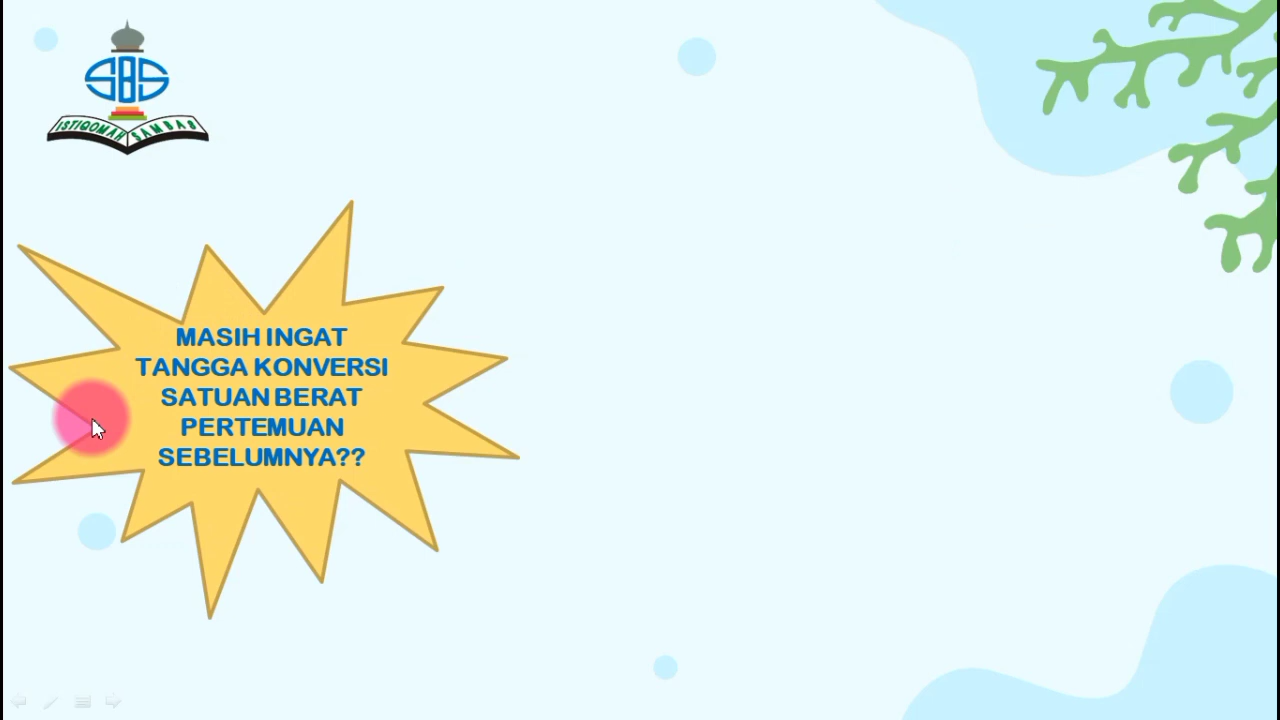 SBS
ISTIQOMAH SAMBAS
MASIH INGAT
TANGGA KONVERSI
SATUAN BERAT
PERTEMUAN
SEBELUMNYA??